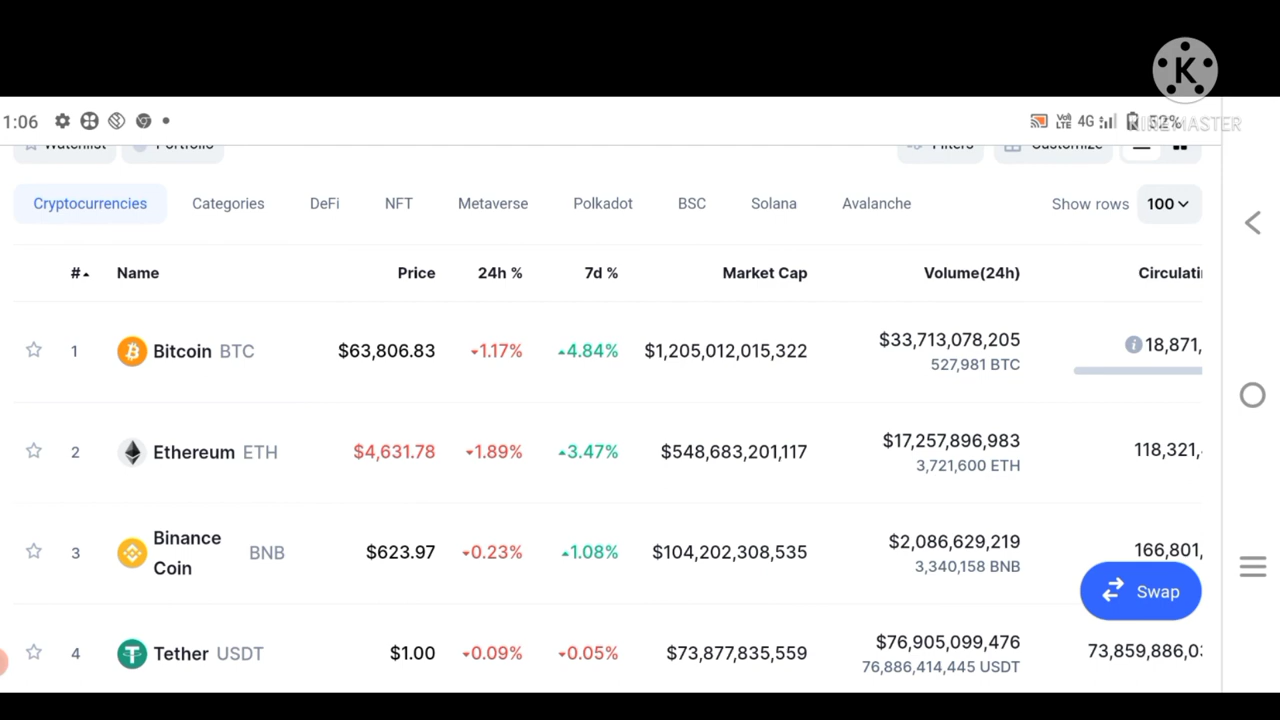 1:06 4G 52%
KINEMASTER
Watchlist Portfolio Filters Customize
Cryptocurrencies Categories DeFi NFT Metaverse Polkadot BSC Solana Avalanche Show rows 100
# Name Price 24h % 7d % Market Cap Volume(24h) Circulati
1 Bitcoin BTC $63,806.83 1.17% 4.84% $1,205,012,015,322 $33,713,078,205 18,871,
527,981 BTC
2 Ethereum ETH $4,631.78 1.89% 3.47% $548,683,201,117 $17,257,896,983 118,321,
3,721,600 ETH
3 Binance Coin BNB $623.97 0.23% 1.08% $104,202,308,535 $2,086,629,219 166,801,
3,340,158 BNB
Swap
4 Tether USDT $1.00 0.09% 0.05% $73,877,835,559 $76,905,099,476 73,859,886,0
76,886,414,445 USDT